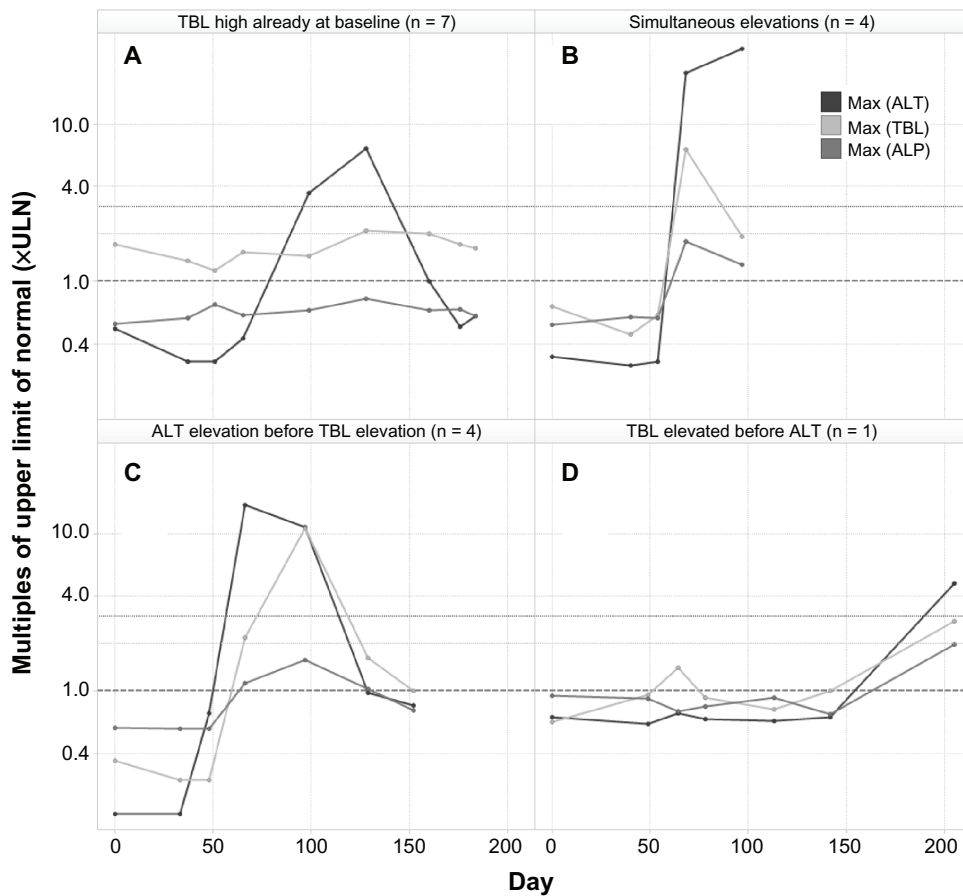 TBL high already at baseline (n = 7)
Simultaneous elevations (n = 4)
A
B
Max (ALT)
Max (TBL)
Max (ALP)
10.0
4.0
1.0
0.4
ALT elevation before TBL elevation (n = 4)
TBL elevated before ALT (n = 1)
C
D
10.0
4.0
1.0
0.4
Multiples of upper limit of normal (×ULN)
0 50 100 150 200 0 50 100 150 200
Day